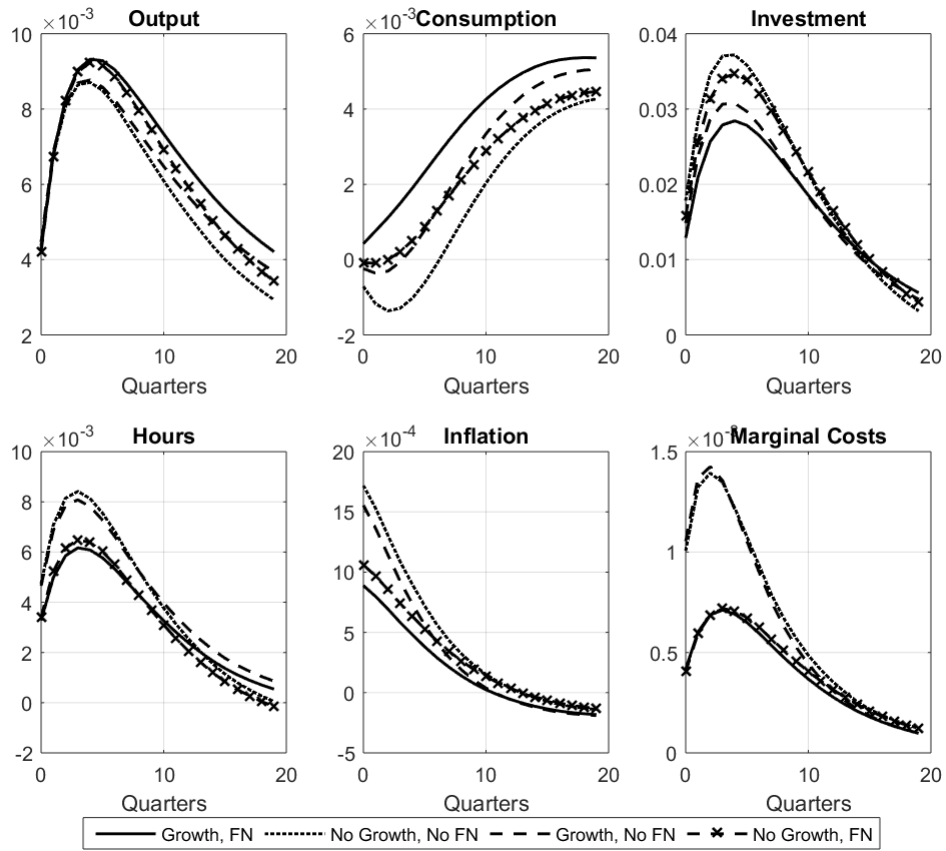 ×10-3 Output
10
8
6
4
2
0 10 20
Quarters
×10-3 Consumption
6
4
2
0
-2
0 10 20
Quarters
Investment
0.04
0.03
0.02
0.01
0
0 10 20
Quarters
×10-3 Hours
10
8
6
4
2
0
-2
0 10 20
Quarters
×10-4 Inflation
20
15
10
5
0
-5
0 10 20
Quarters
×10 Marginal Costs
1.5
1
0.5
0
0 10 20
Quarters
Growth, FN No Growth, No FN Growth, No FN No Growth, FN